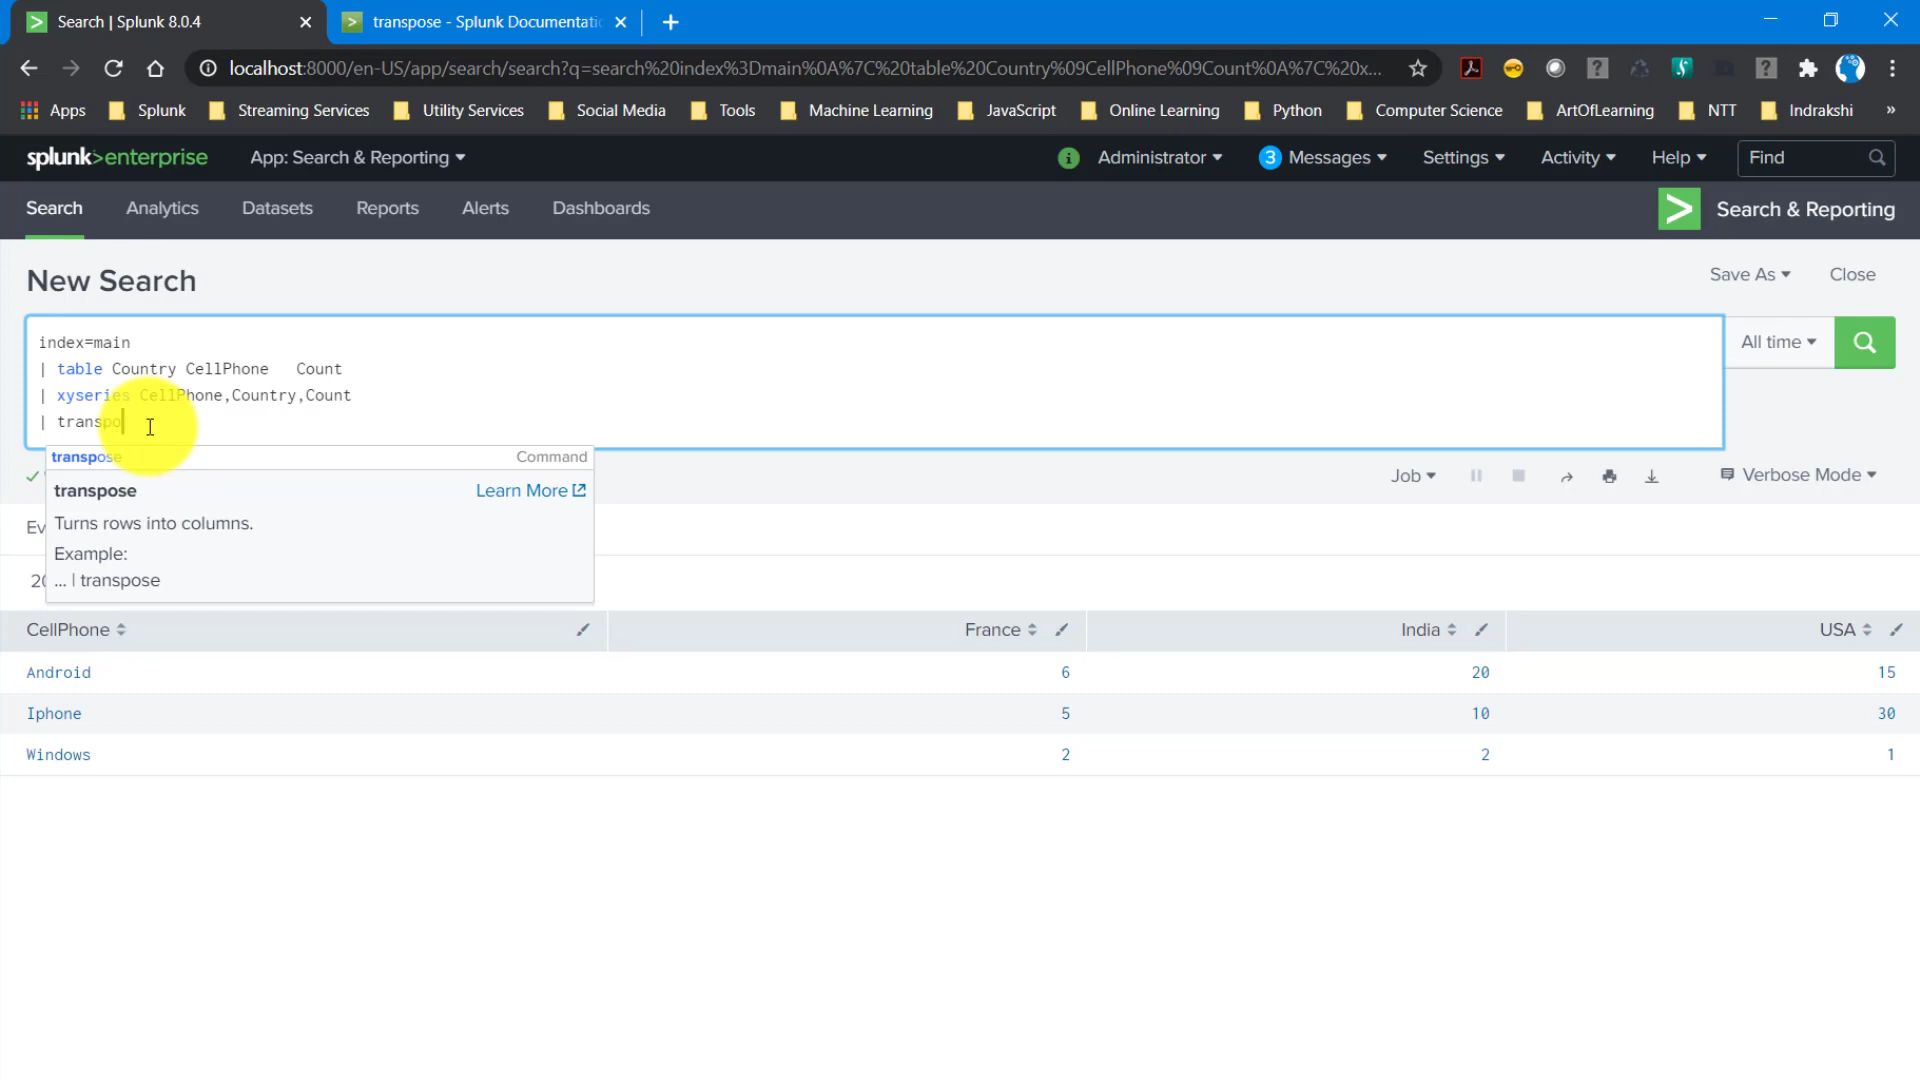 Search | Splunk 8.0.4
transpose - Splunk Documentati
localhost:8000/en-US/app/search/search?q=search%20index%3Dmain%0A%7C%20table%20Country%09CellPhone%09Count%0A%7C%20x...
Apps Splunk Streaming Services Utility Services Social Media Tools Machine Learning JavaScript Online Learning Python Computer Science ArtOfLearning NTT Indrakshi »
splunk>enterprise App: Search & Reporting i Administrator 3 Messages Settings Activity Help Find
Search Analytics Datasets Reports Alerts Dashboards > Search & Reporting
New Search Save As Close
index=main All time
| table Country CellPhone Count
| xyseries CellPhone,Country,Count
| transpo
transpose Command
Job Verbose Mode
transpose Learn More
Turns rows into columns.
Ev
Example:
20
... | transpose
CellPhone France India USA
Android 6 20 15
Iphone 5 10 30
Windows 2 2 1